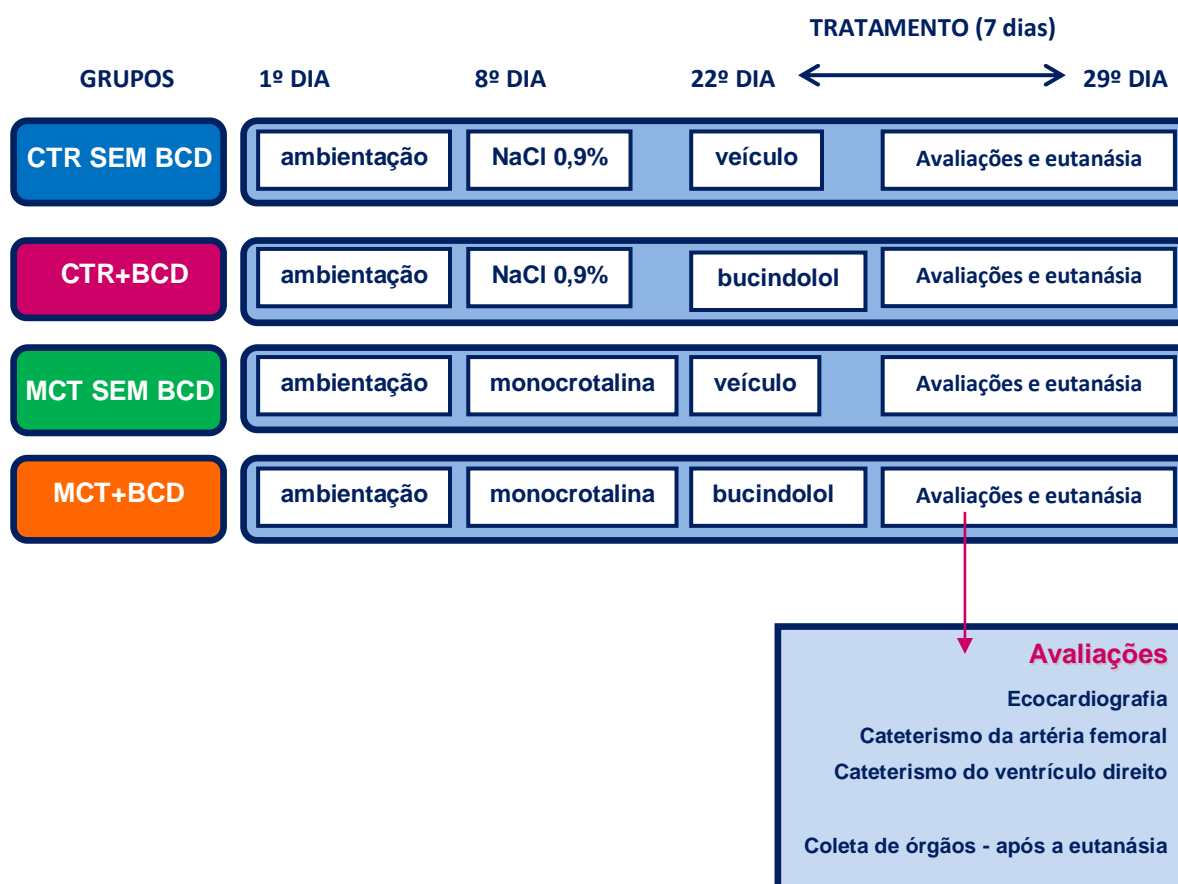 TRATAMENTO (7 dias)
GRUPOS 1º DIA 8º DIA 22º DIA 29º DIA
CTR SEM BCD ambientação NaCl 0,9% veículo Avaliações e eutanásia
CTR+BCD ambientação NaCl 0,9% bucindolol Avaliações e eutanásia
MCT SEM BCD ambientação monocrotalina veículo Avaliações e eutanásia
MCT+BCD ambientação monocrotalina bucindolol Avaliações e eutanásia
Avaliações
Ecocardiografia
Cateterismo da artéria femoral
Cateterismo do ventrículo direito
Coleta de órgãos - após a eutanásia